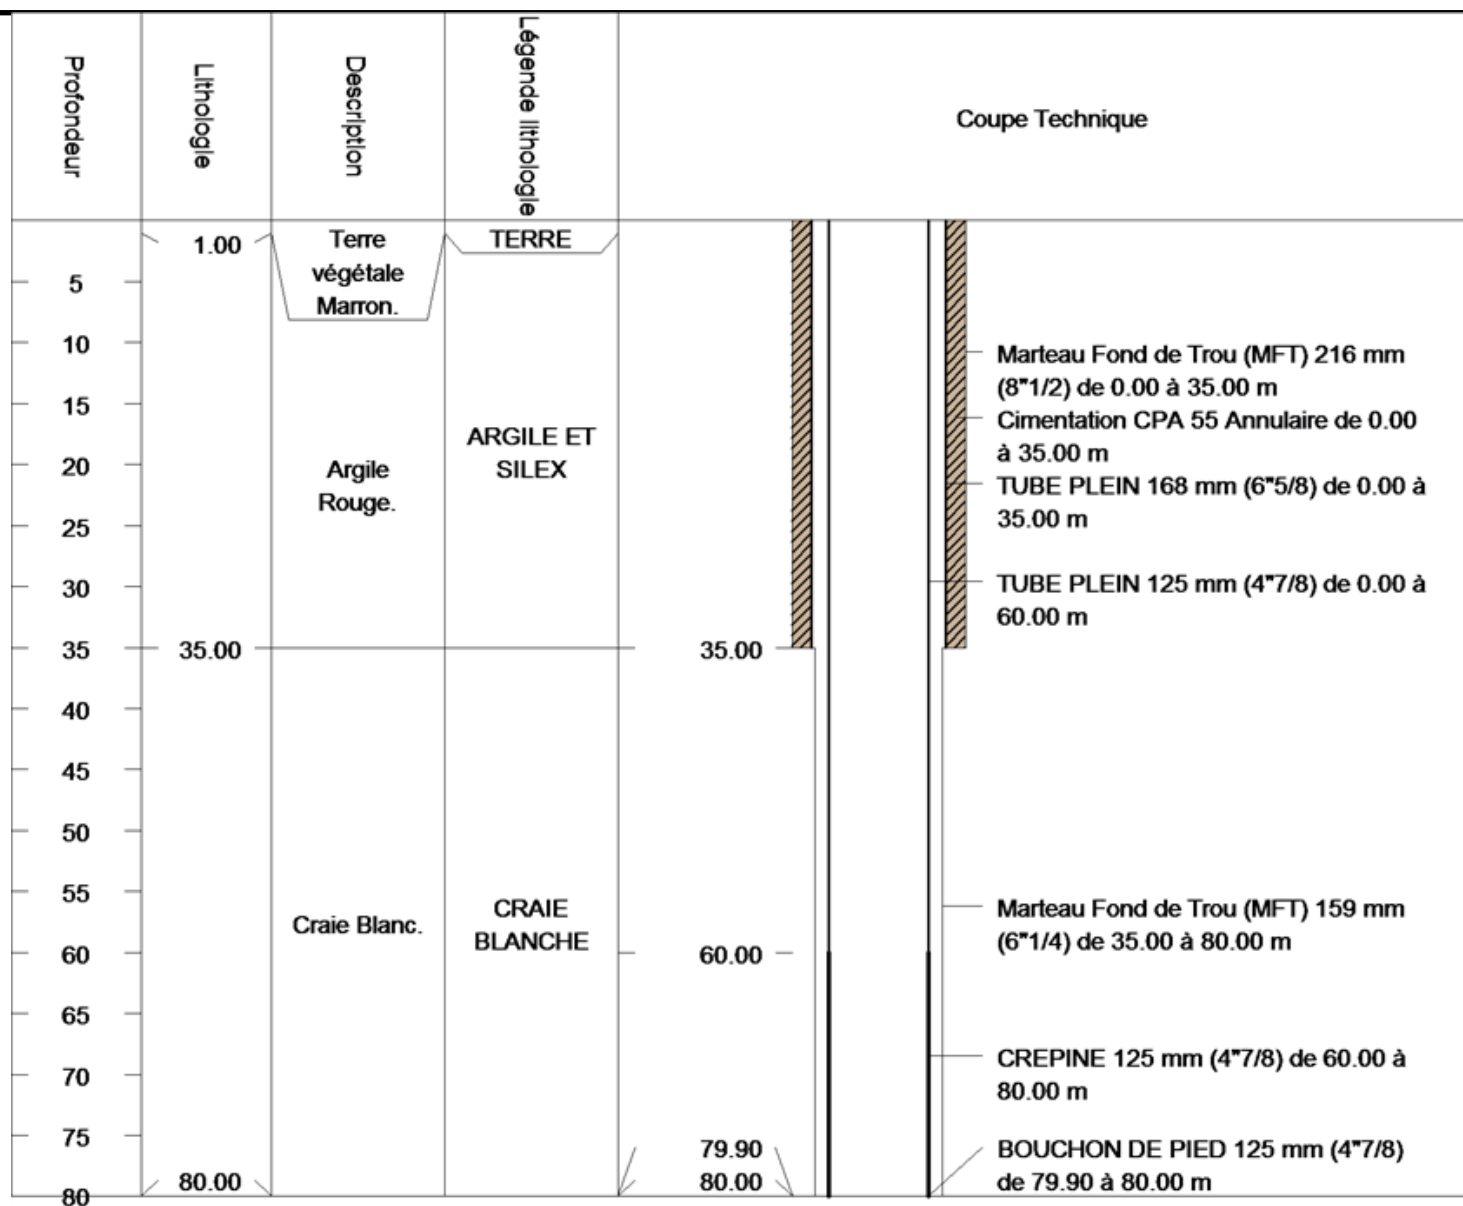 Profondeur
Lithologie
Description
Légende lithologie
Coupe Technique
1.00
Terre
végétale
Marron.
TERRE
5
10
15
20
25
30
35
40
45
50
55
60
65
70
75
80
35.00
80.00
Argile
Rouge.
Craie Blanc.
ARGILE ET
SILEX
CRAIE
BLANCHE
35.00
60.00
79.90
80.00
Marteau Fond de Trou (MFT) 216 mm
(8"1/2) de 0.00 à 35.00 m
Cimentation CPA 55 Annulaire de 0.00
à 35.00 m
TUBE PLEIN 168 mm (6"5/8) de 0.00 à
35.00 m
TUBE PLEIN 125 mm (4"7/8) de 0.00 à
60.00 m
Marteau Fond de Trou (MFT) 159 mm
(6"1/4) de 35.00 à 80.00 m
CREPINE 125 mm (4"7/8) de 60.00 à
80.00 m
BOUCHON DE PIED 125 mm (4"7/8)
de 79.90 à 80.00 m